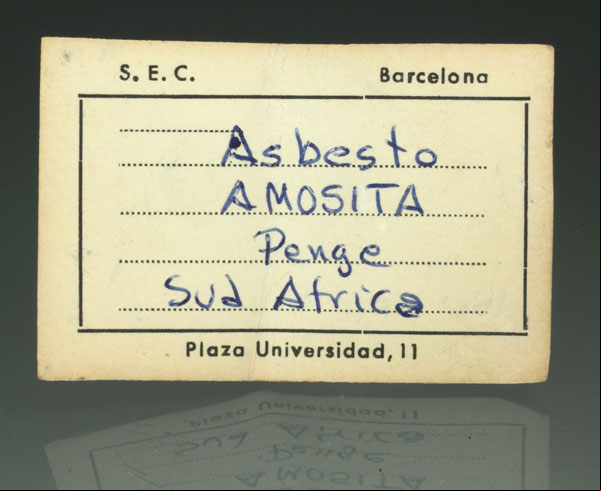 S. E. C. Barcelona
Asbesto
AMOSITA
Penge
Sud Africa
Plaza Universidad, 11